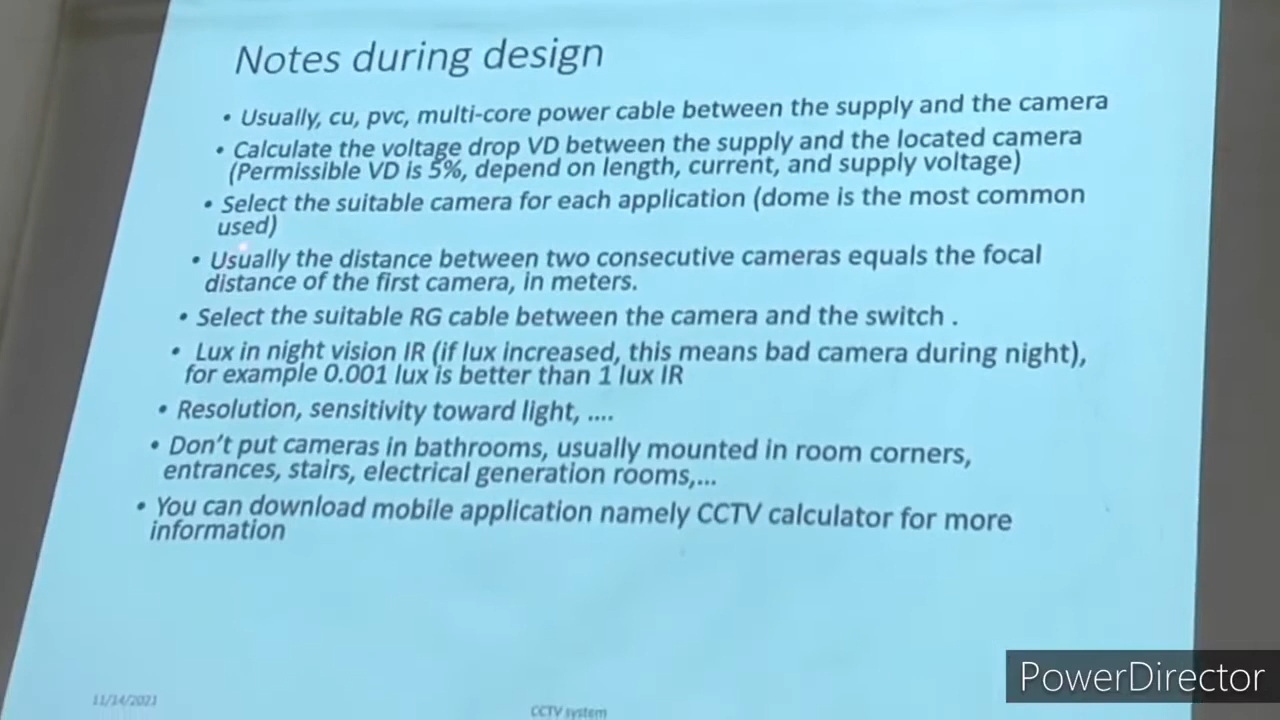 Notes during design
• Usually, cu, pvc, multi-core power cable between the supply and the camera
• Calculate the voltage drop VD between the supply and the located camera
(Permissible VD is 5%, depend on length, current, and supply voltage)
• Select the suitable camera for each application (dome is the most common
used)
• Usually the distance between two consecutive cameras equals the focal
distance of the first camera, in meters.
• Select the suitable RG cable between the camera and the switch .
• Lux in night vision IR (if lux increased, this means bad camera during night),
for example 0.001 lux is better than 1 lux IR
• Resolution, sensitivity toward light, ....
• Don't put cameras in bathrooms, usually mounted in room corners,
entrances, stairs, electrical generation rooms,...
• You can download mobile application namely CCTV calculator for more
information
11/14/2021
CCTV system
PowerDirector